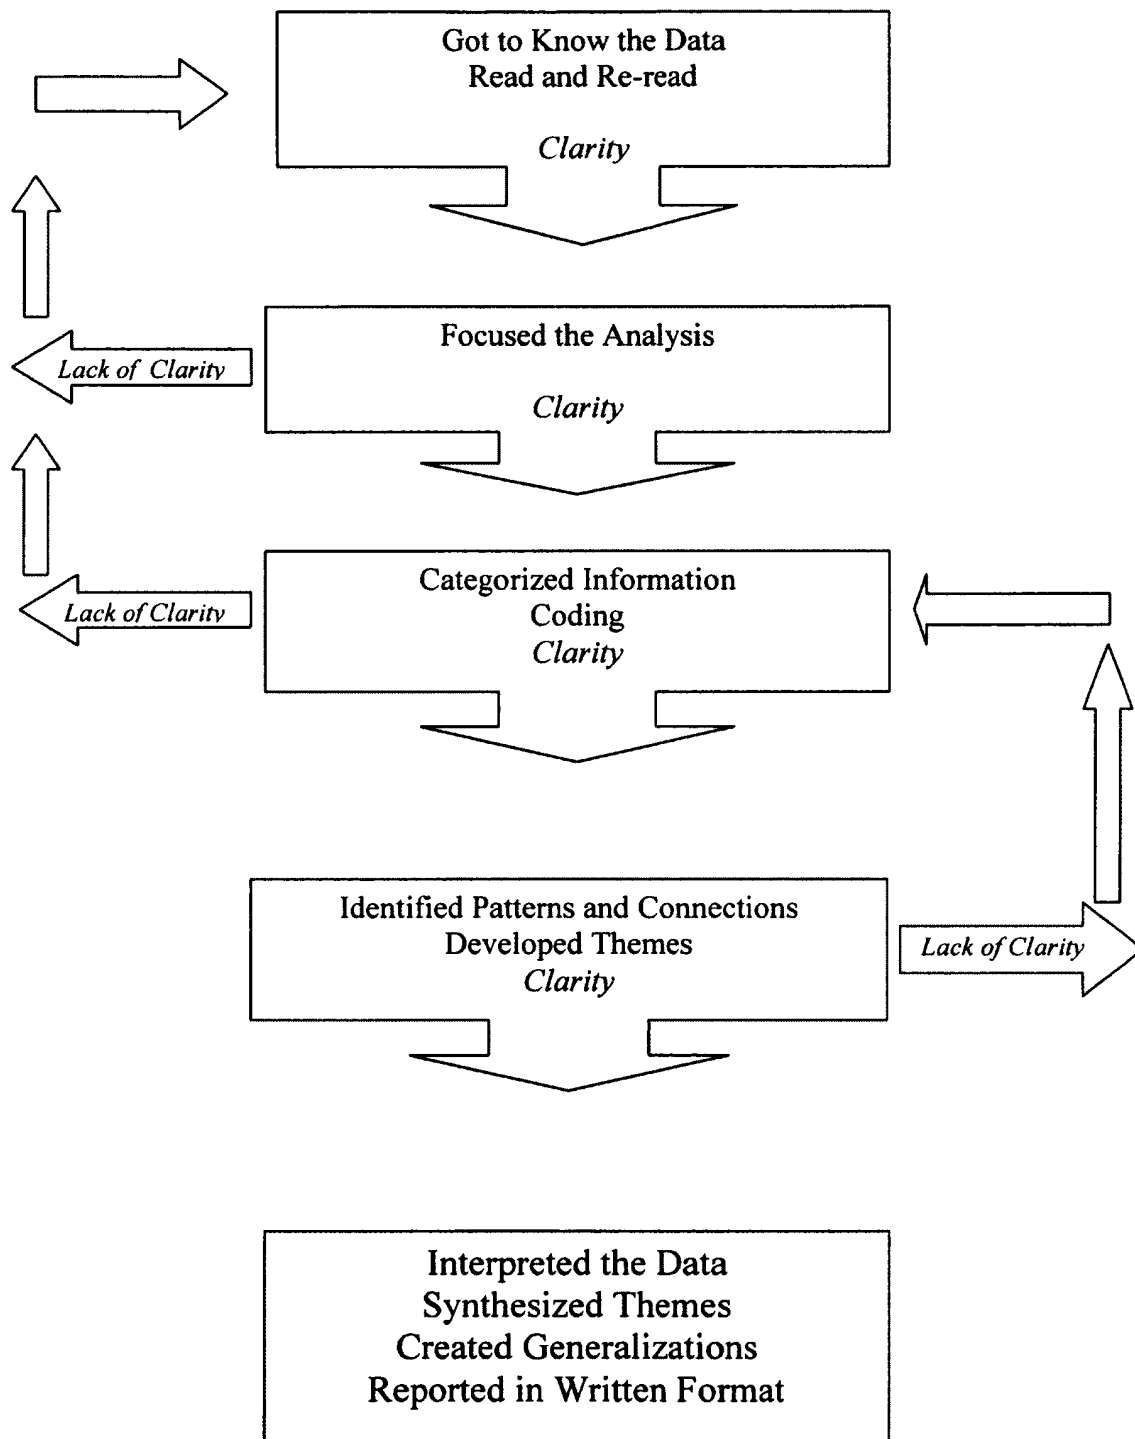 Got to Know the Data
Read and Re-read
Clarity
Focused the Analysis
Lack of Clarity
Clarity
Categorized Information
Lack of Clarity
Coding
Clarity
Identified Patterns and Connections
Developed Themes
Lack of Clarity
Clarity
Interpreted the Data
Synthesized Themes
Created Generalizations
Reported in Written Format